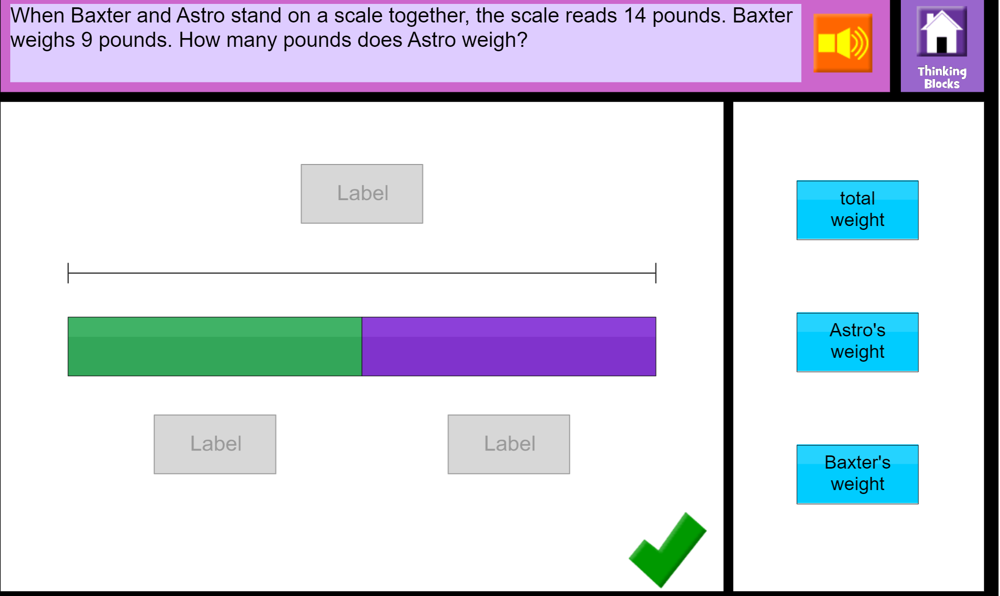 When Baxter and Astro stand on a scale together, the scale reads 14 pounds. Baxter
weighs 9 pounds. How many pounds does Astro weigh?
Thinking
Blocks
Label
Label
Label
total
weight
Astro's
weight
Baxter's
weight